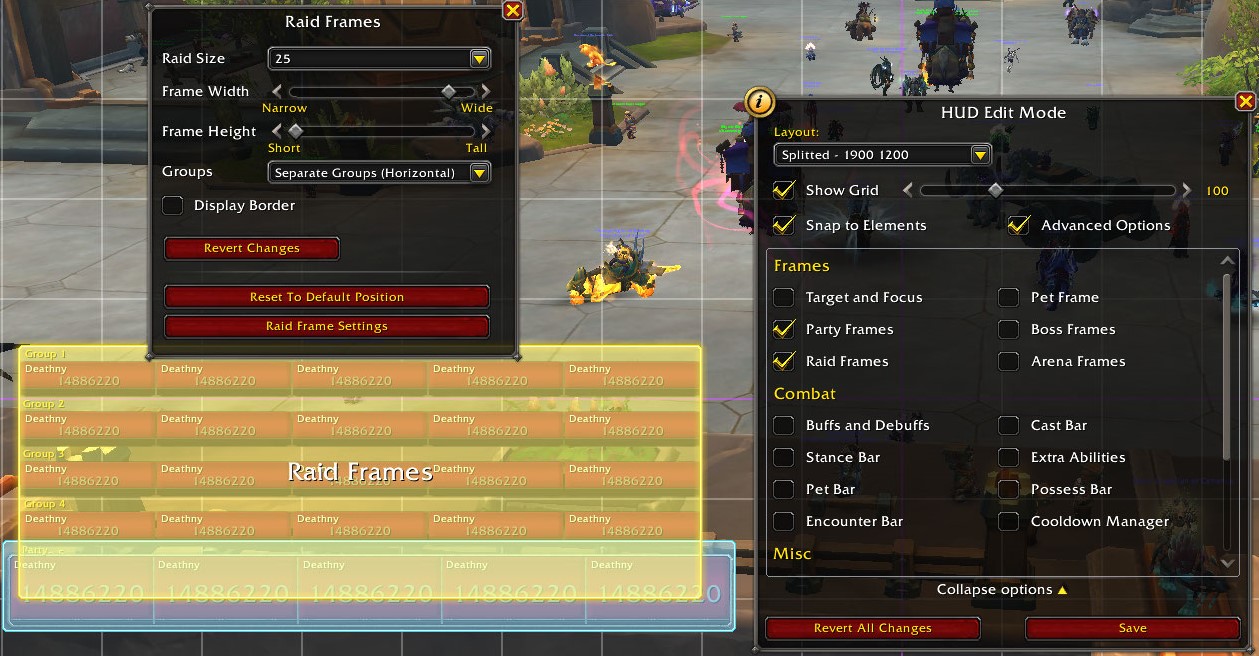 Raid Frames
Raid Size
25
Frame Width
Narrow Wide
Frame Height
Short Tall
Groups
Separate Groups (Horizontal)
Display Border
Revert Changes
Reset To Default Position
Raid Frame Settings
Group 1
Deathny Deathny Deathny Deathny Deathny
14886220 14886220 14886220 14886220 14886220
Group 2
Deathny Deathny Deathny Deathny Deathny
14886220 14886220 14886220 14886220 14886220
Group 3
Deathny Deathny Deathny Deathny Deathny
Raid Frames
14886220 14886220 14886220 14886220
Group 4
Deathny Deathny Deathny Deathny Deathny
14886220 14886220 14886220 14886220 14886220
Party
Deathny Deathny Deathny Deathny Deathny
14886220 14886220 14886220 14886220 14886220
i
HUD Edit Mode
Layout:
Splitted - 1900 1200
Show Grid
100
Snap to Elements Advanced Options
Frames
Target and Focus Pet Frame
Party Frames Boss Frames
Raid Frames Arena Frames
Combat
Buffs and Debuffs Cast Bar
Stance Bar Extra Abilities
Pet Bar Possess Bar
Encounter Bar Cooldown Manager
Misc
Collapse options
Revert All Changes Save